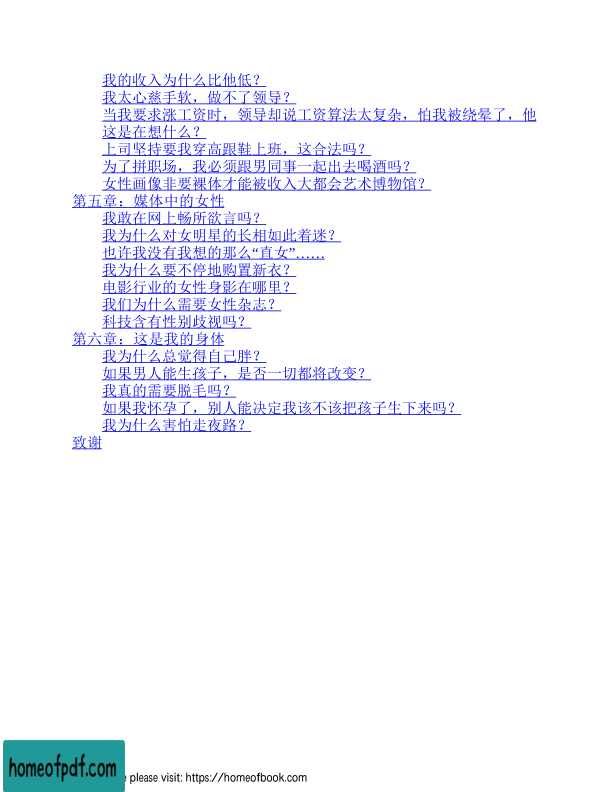 我的收入为什么比他低？
我太心慈手软，做不了领导？
当我要求涨工资时，领导却说工资算法太复杂，怕我被绕晕了，他
这是在想什么？
上司坚持要我穿高跟鞋上班，这合法吗？
为了拼职场，我必须跟男同事一起出去喝酒吗？
女性画像非要裸体才能被收入大都会艺术博物馆？
第五章：媒体中的女性
我敢在网上畅所欲言吗？
我为什么对女明星的长相如此着迷？
也许我没有我想的那么“直女”……
我为什么要不停地购置新衣？
电影行业的女性身影在哪里？
我们为什么需要女性杂志？
科技含有性别歧视吗？
第六章：这是我的身体
我为什么总觉得自己胖？
如果男人能生孩子，是否一切都将改变？
我真的需要脱毛吗？
如果我怀孕了，别人能决定我该不该把孩子生下来吗？
我为什么害怕走夜路？
致谢
homeofpdf.com
e please visit: https://homeofbook.com